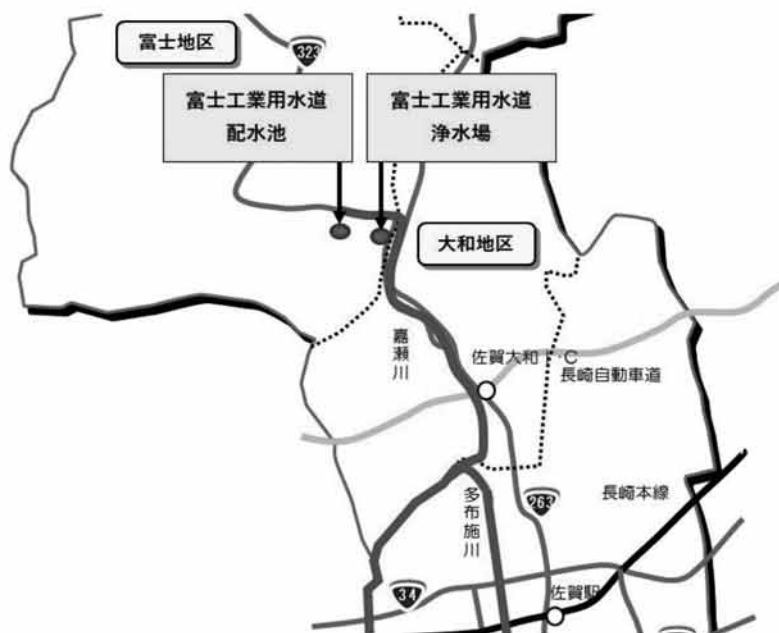 富士地区
323
富士工業用水道
配水池
富士工業用水道
浄水場
大和地区
嘉瀬川
佐賀大和I・C
長崎自動車道
長崎本線
263
多布施川
34
佐賀駅